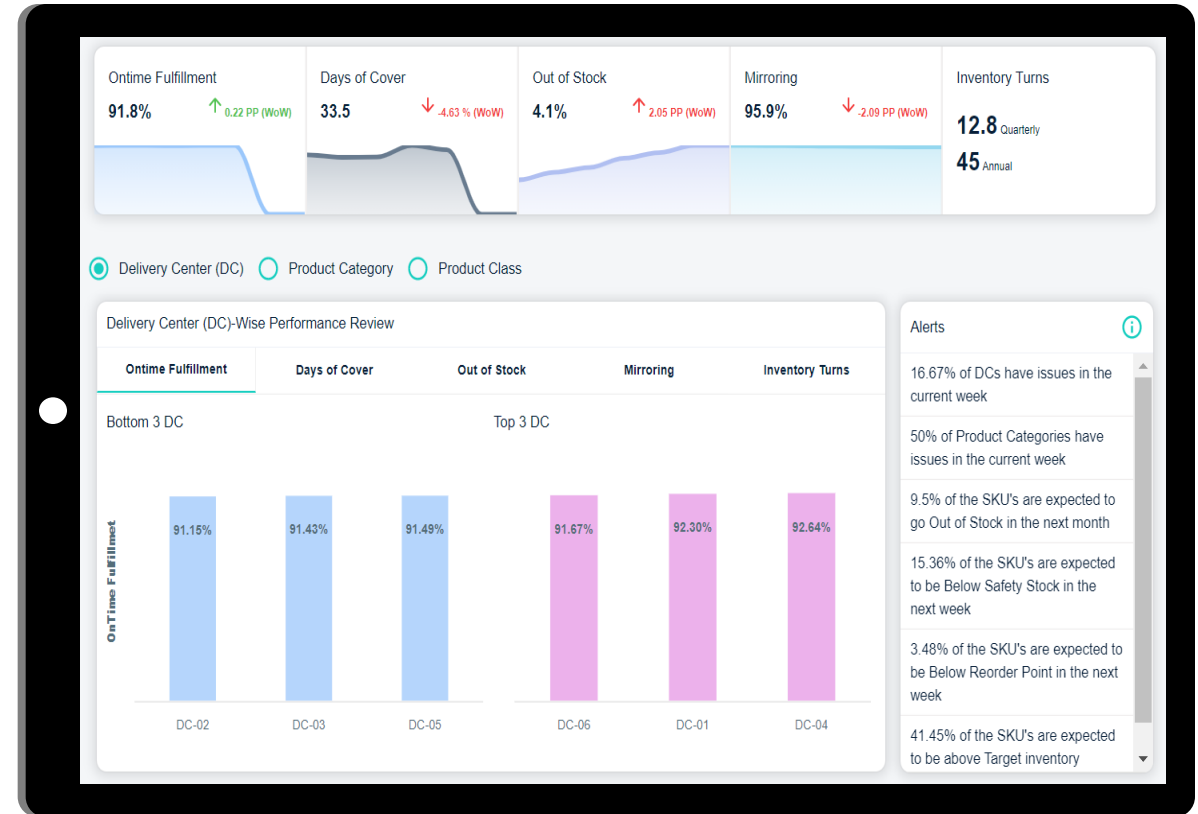 Ontime Fulfillment
91.8%
0.22 PP (WoW)
Days of Cover
33.5
-4.63 % (WoW)
Out of Stock
4.1%
2.05 PP (WoW)
Mirroring
95.9%
-2.09 PP (WoW)
Inventory Turns
12.8 Quarterly
45 Annual
Delivery Center (DC)
Product Category
Product Class
Delivery Center (DC)-Wise Performance Review
Ontime Fulfillment
Days of Cover
Out of Stock
Mirroring
Inventory Turns
Bottom 3 DC
Top 3 DC
OnTime Fulfillmet
91.15%
91.43%
91.49%
91.67%
92.30%
92.64%
DC-02
DC-03
DC-05
DC-06
DC-01
DC-04
Alerts
16.67% of DCs have issues in the
current week
50% of Product Categories have
issues in the current week
9.5% of the SKU's are expected to
go Out of Stock in the next month
15.36% of the SKU's are expected
to be Below Safety Stock in the
next week
3.48% of the SKU's are expected to
be Below Reorder Point in the next
week
41.45% of the SKU's are expected
to be above Target inventory